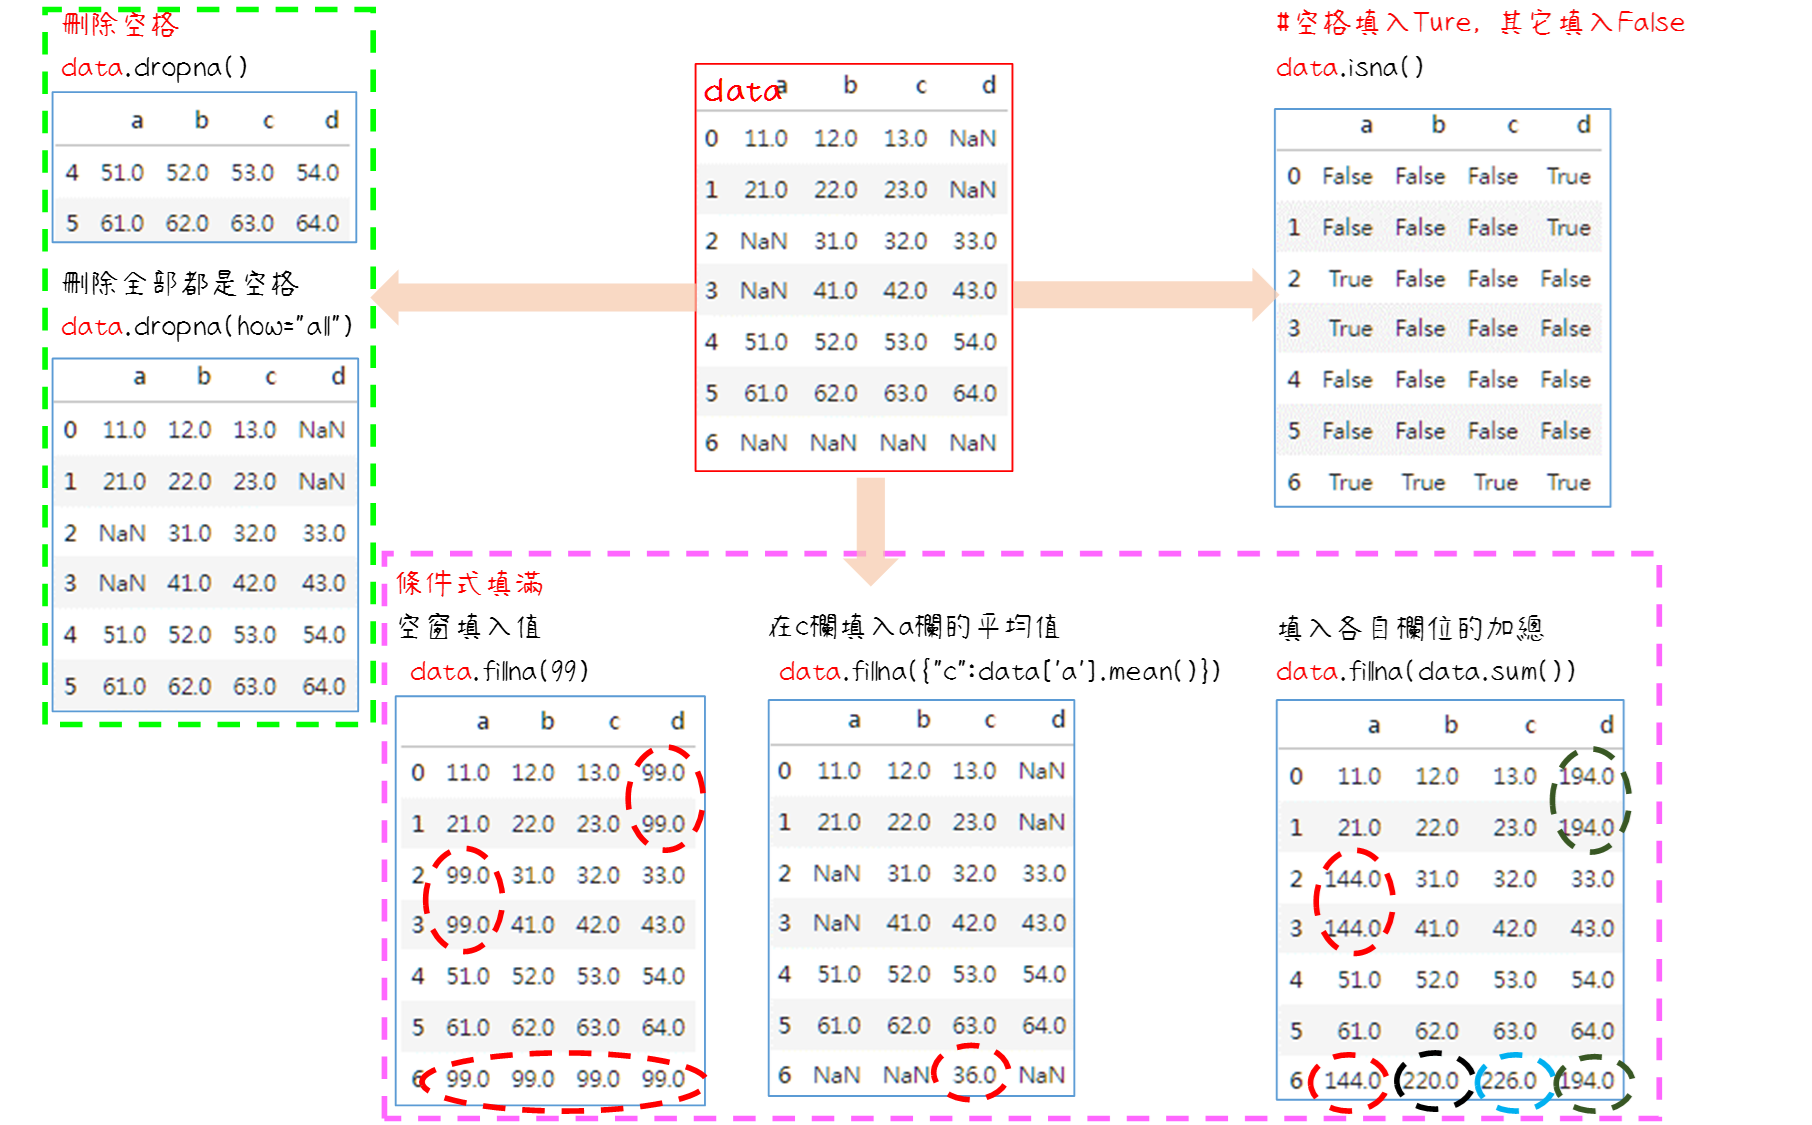 刪除空格
data.dropna()
a b c d
4 51.0 52.0 53.0 54.0
5 61.0 62.0 63.0 64.0
刪除全部都是空格
data.dropna(how="all")
a b c d
0 11.0 12.0 13.0 NaN
1 21.0 22.0 23.0 NaN
2 NaN 31.0 32.0 33.0
3 NaN 41.0 42.0 43.0
4 51.0 52.0 53.0 54.0
5 61.0 62.0 63.0 64.0
data a b c d
0 11.0 12.0 13.0 NaN
1 21.0 22.0 23.0 NaN
2 NaN 31.0 32.0 33.0
3 NaN 41.0 42.0 43.0
4 51.0 52.0 53.0 54.0
5 61.0 62.0 63.0 64.0
6 NaN NaN NaN NaN
#空格填入Ture, 其它填入False
data.isna()
a b c d
0 False False False True
1 False False False True
2 True False False False
3 True False False False
4 False False False False
5 False False False False
6 True True True True
條件式填滿
空窗填入值
data.fillna(99)
a b c d
0 11.0 12.0 13.0 99.0
1 21.0 22.0 23.0 99.0
2 99.0 31.0 32.0 33.0
3 99.0 41.0 42.0 43.0
4 51.0 52.0 53.0 54.0
5 61.0 62.0 63.0 64.0
6 99.0 99.0 99.0 99.0
在c欄填入a欄的平均值
data.fillna({"c":data['a'].mean()})
a b c d
0 11.0 12.0 13.0 NaN
1 21.0 22.0 23.0 NaN
2 NaN 31.0 32.0 33.0
3 NaN 41.0 42.0 43.0
4 51.0 52.0 53.0 54.0
5 61.0 62.0 63.0 64.0
6 NaN NaN 36.0 NaN
填入各自欄位的加總
data.fillna(data.sum())
a b c d
0 11.0 12.0 13.0 194.0
1 21.0 22.0 23.0 194.0
2 144.0 31.0 32.0 33.0
3 144.0 41.0 42.0 43.0
4 51.0 52.0 53.0 54.0
5 61.0 62.0 63.0 64.0
6 144.0 220.0 226.0 194.0